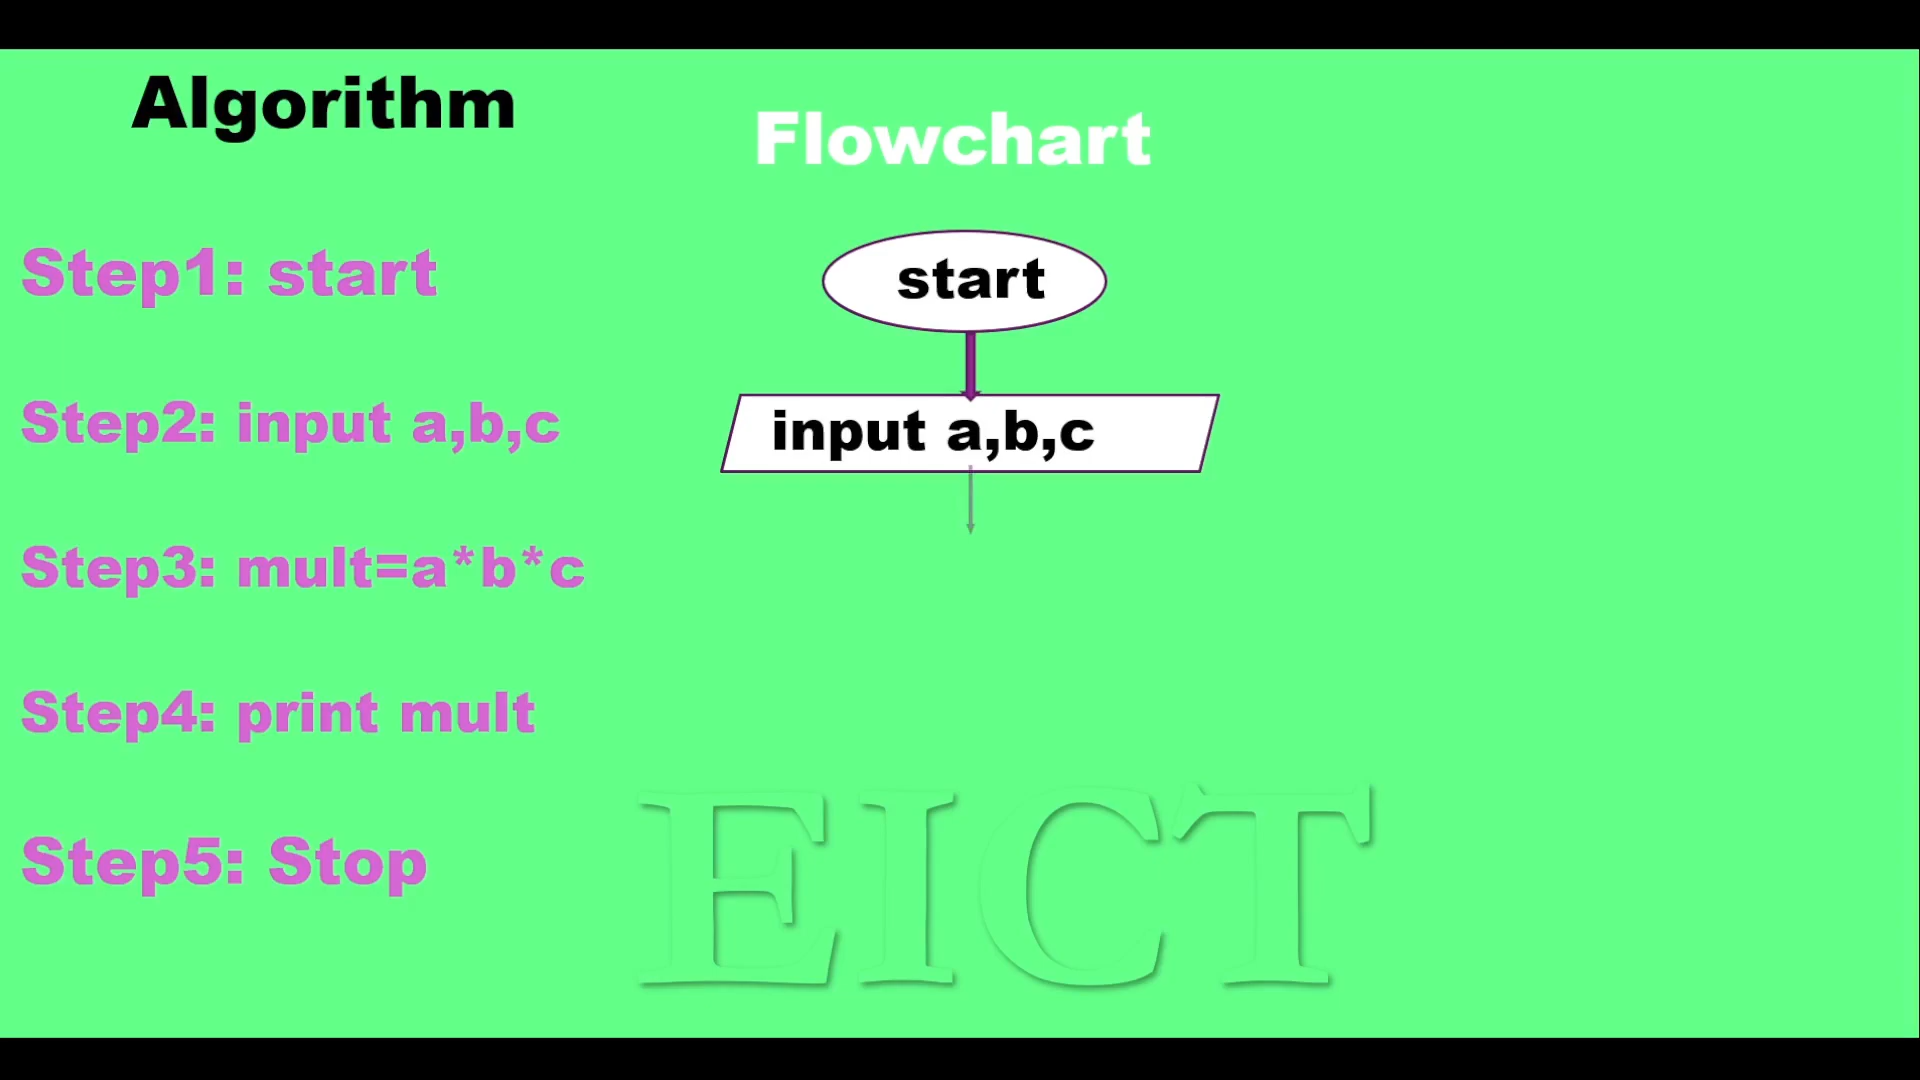 Algorithm
Flowchart
Step1: start
Step2: input a,b,c
Step3: mult=a*b*c
Step4: print mult
Step5: Stop
start
input a,b,c
EICT